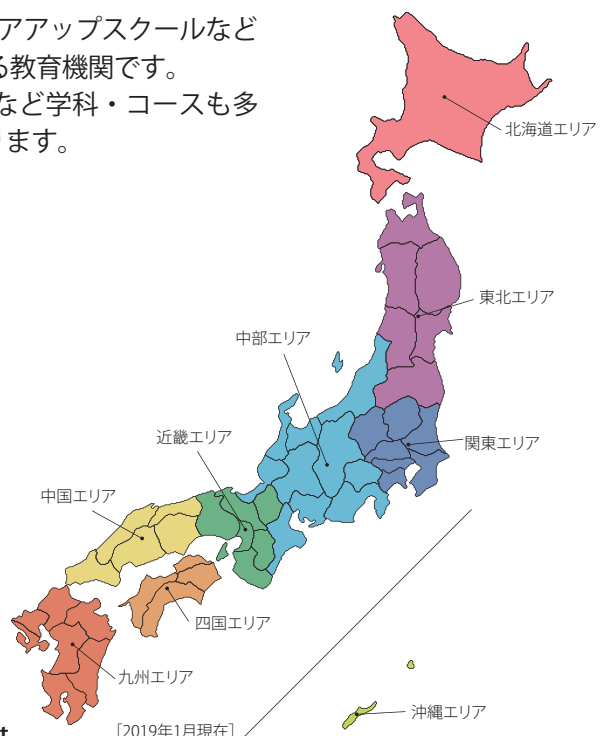 アアップスクールなど
る教育機関です。
など学科・コースも多
ります。
北海道エリア
東北エリア
中部エリア
関東エリア
近畿エリア
中国エリア
四国エリア
九州エリア
沖縄エリア
[2019年1月現在]